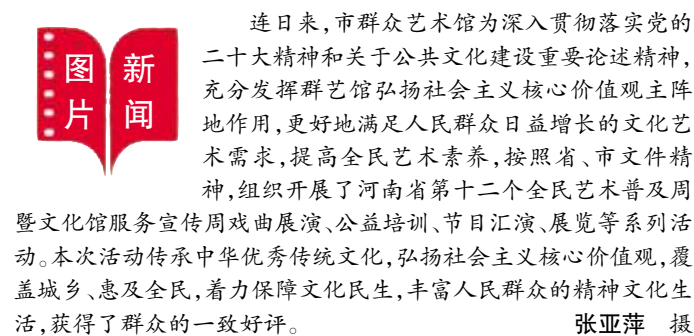 图片新闻
连日来,市群众艺术馆为深入贯彻落实党的
二十大精神和关于公共文化建设重要论述精神,
充分发挥群艺馆弘扬社会主义核心价值观主阵
地作用,更好地满足人民群众日益增长的文化艺
术需求,提高全民艺术素养,按照省、市文件精
神,组织开展了河南省第十二个全民艺术普及周
暨文化馆服务宣传周戏曲展演、公益培训、节目汇演、展览等系列活
动。本次活动传承中华优秀传统文化,弘扬社会主义核心价值观,覆
盖城乡、惠及全民,着力保障文化民生,丰富人民群众的精神文化生
活,获得了群众的一致好评。 张亚萍 摄